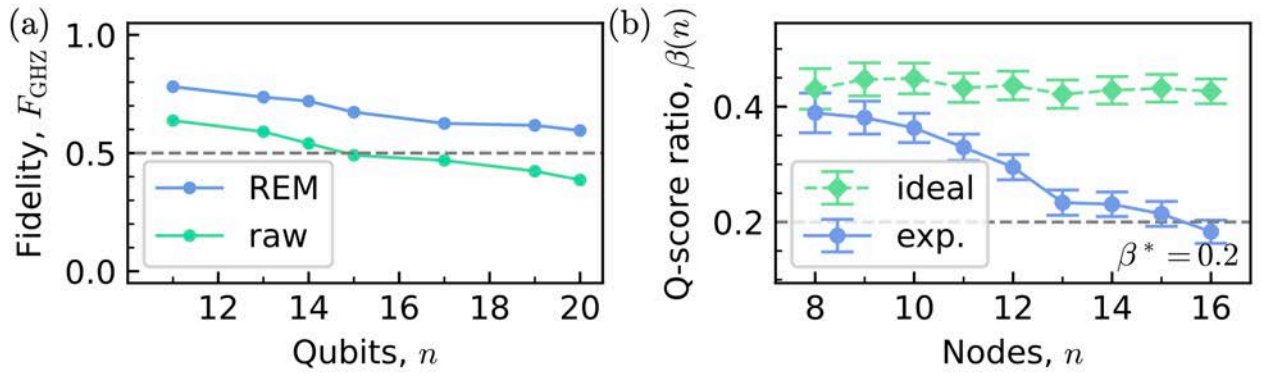 (a)
1.0
0.5
0.0
Fidelity, F_GHZ
REM
raw
12 14 16 18 20
Qubits, n
(b)
0.4
0.2
Q-score ratio, β(n)
ideal
exp.
β* = 0.2
8 10 12 14 16
Nodes, n